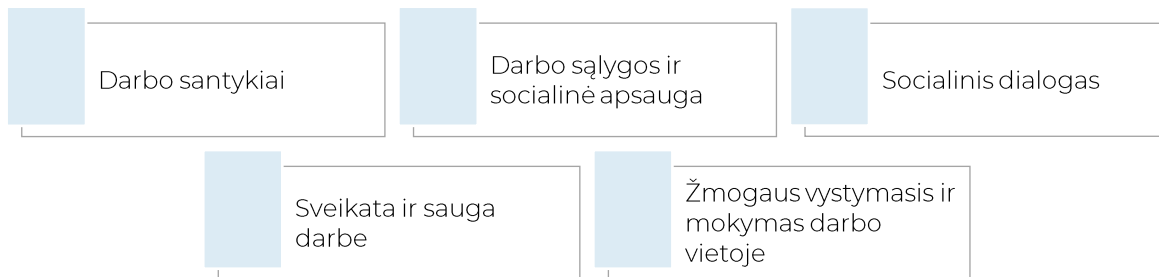 Darbo santykiai
Darbo sąlygos ir
socialinė apsauga
Socialinis dialogas
Sveikata ir sauga
darbe
Žmogaus vystymasis ir
mokymas darbo
vietoje